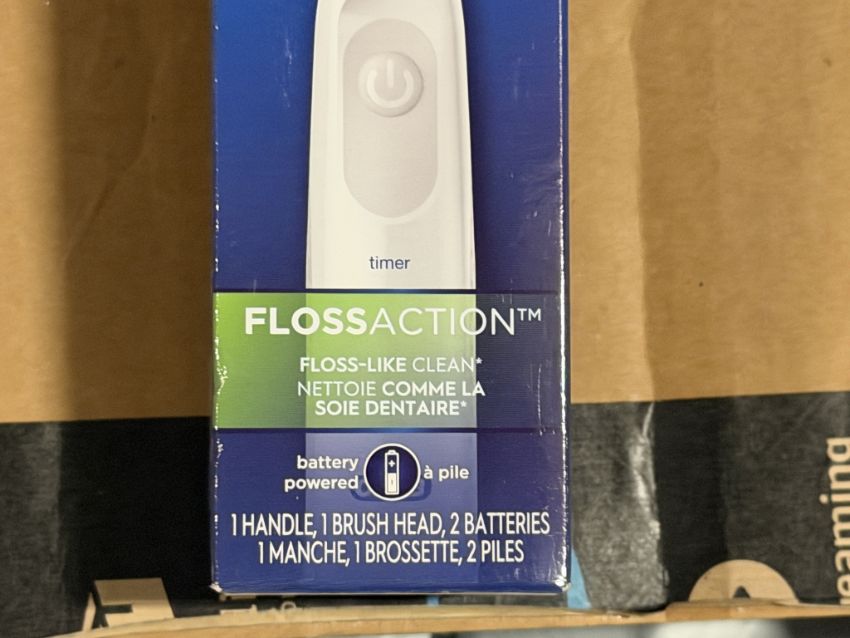 timer
FLOSSACTION™
FLOSS-LIKE CLEAN*
NETTOIE COMME LA
SOIE DENTAIRE*
battery
powered
à pile
1 HANDLE, 1 BRUSH HEAD, 2 BATTERIES
1 MANCHE, 1 BROSSETTE, 2 PILES